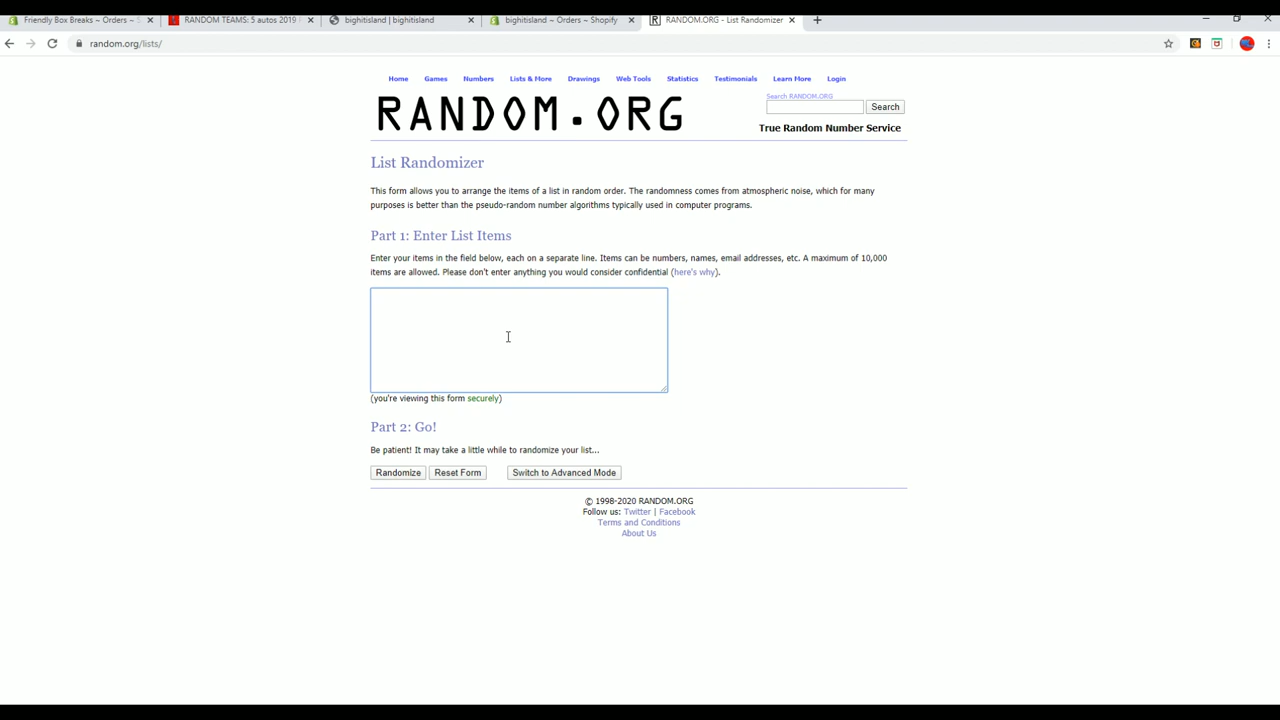 Friendly Box Breaks ~ Orders ~
RANDOM TEAMS: 5 autos 2019
bighitisland | bighitisland
bighitisland ~ Orders ~ Shopify
RANDOM.ORG - List Randomizer
random.org/lists/
Home Games Numbers Lists & More Drawings Web Tools Statistics Testimonials Learn More Login
RANDOM.ORG
Search RANDOM.ORG
Search
True Random Number Service
List Randomizer
This form allows you to arrange the items of a list in random order. The randomness comes from atmospheric noise, which for many
purposes is better than the pseudo-random number algorithms typically used in computer programs.
Part 1: Enter List Items
Enter your items in the field below, each on a separate line. Items can be numbers, names, email addresses, etc. A maximum of 10,000
items are allowed. Please don't enter anything you would consider confidential (here's why).
(you're viewing this form securely)
Part 2: Go!
Be patient! It may take a little while to randomize your list...
Randomize Reset Form Switch to Advanced Mode
© 1998-2020 RANDOM.ORG
Follow us: Twitter | Facebook
Terms and Conditions
About Us